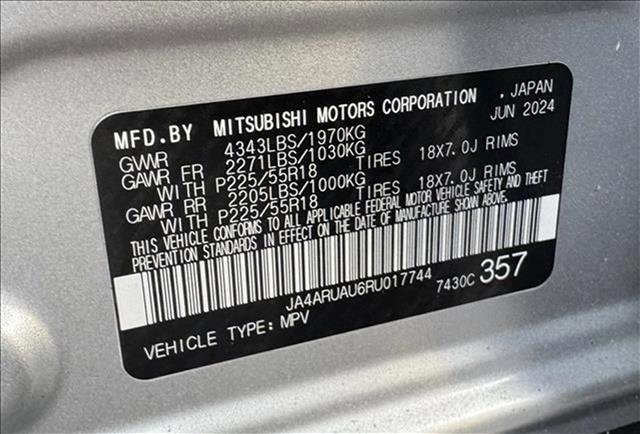 MFD.BY MITSUBISHI MOTORS CORPORATION . JAPAN
JUN 2024
GVWR 4343LBS/1970KG
GAWR FR 2271LBS/1030KG
WITH P225/55R18 TIRES 18X7.0J RIMS
GAWR RR 2205LBS/1000KG
WITH P225/55R18 TIRES 18X7.0J RIMS
THIS VEHICLE CONFORMS TO ALL APPLICABLE FEDERAL MOTOR VEHICLE SAFETY AND THEFT
PREVENTION STANDARDS IN EFFECT ON THE DATE OF MANUFACTURE SHOWN ABOVE.
JA4ARUAU6RU017744 7430C 357
VEHICLE TYPE: MPV